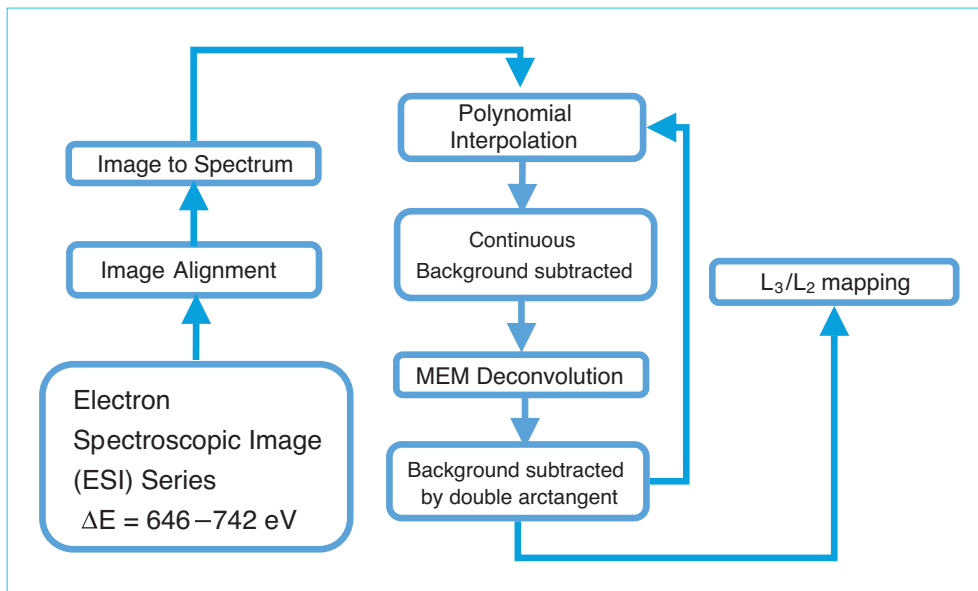 Electron
Spectroscopic Image
(ESI) Series
ΔE = 646–742 eV
Image Alignment
Image to Spectrum
Polynomial
Interpolation
Continuous
Background subtracted
MEM Deconvolution
Background subtracted
by double arctangent
L₃/L₂ mapping